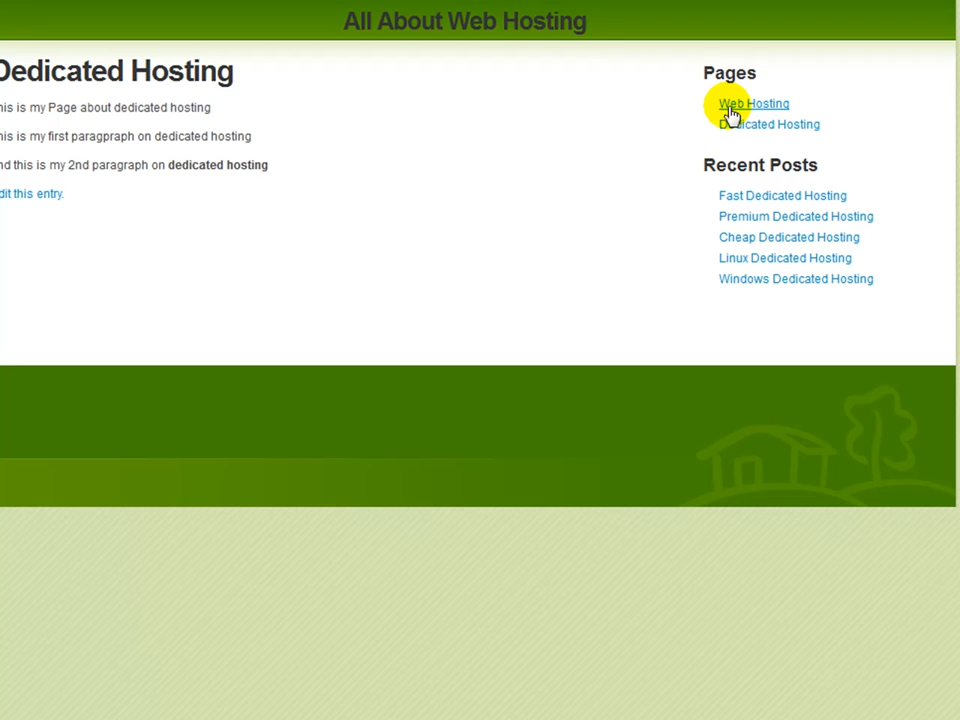 All About Web Hosting
Dedicated Hosting
his is my Page about dedicated hosting
his is my first paragpraph on dedicated hosting
nd this is my 2nd paragraph on dedicated hosting
dit this entry.
Pages
Web Hosting
Dedicated Hosting
Recent Posts
Fast Dedicated Hosting
Premium Dedicated Hosting
Cheap Dedicated Hosting
Linux Dedicated Hosting
Windows Dedicated Hosting